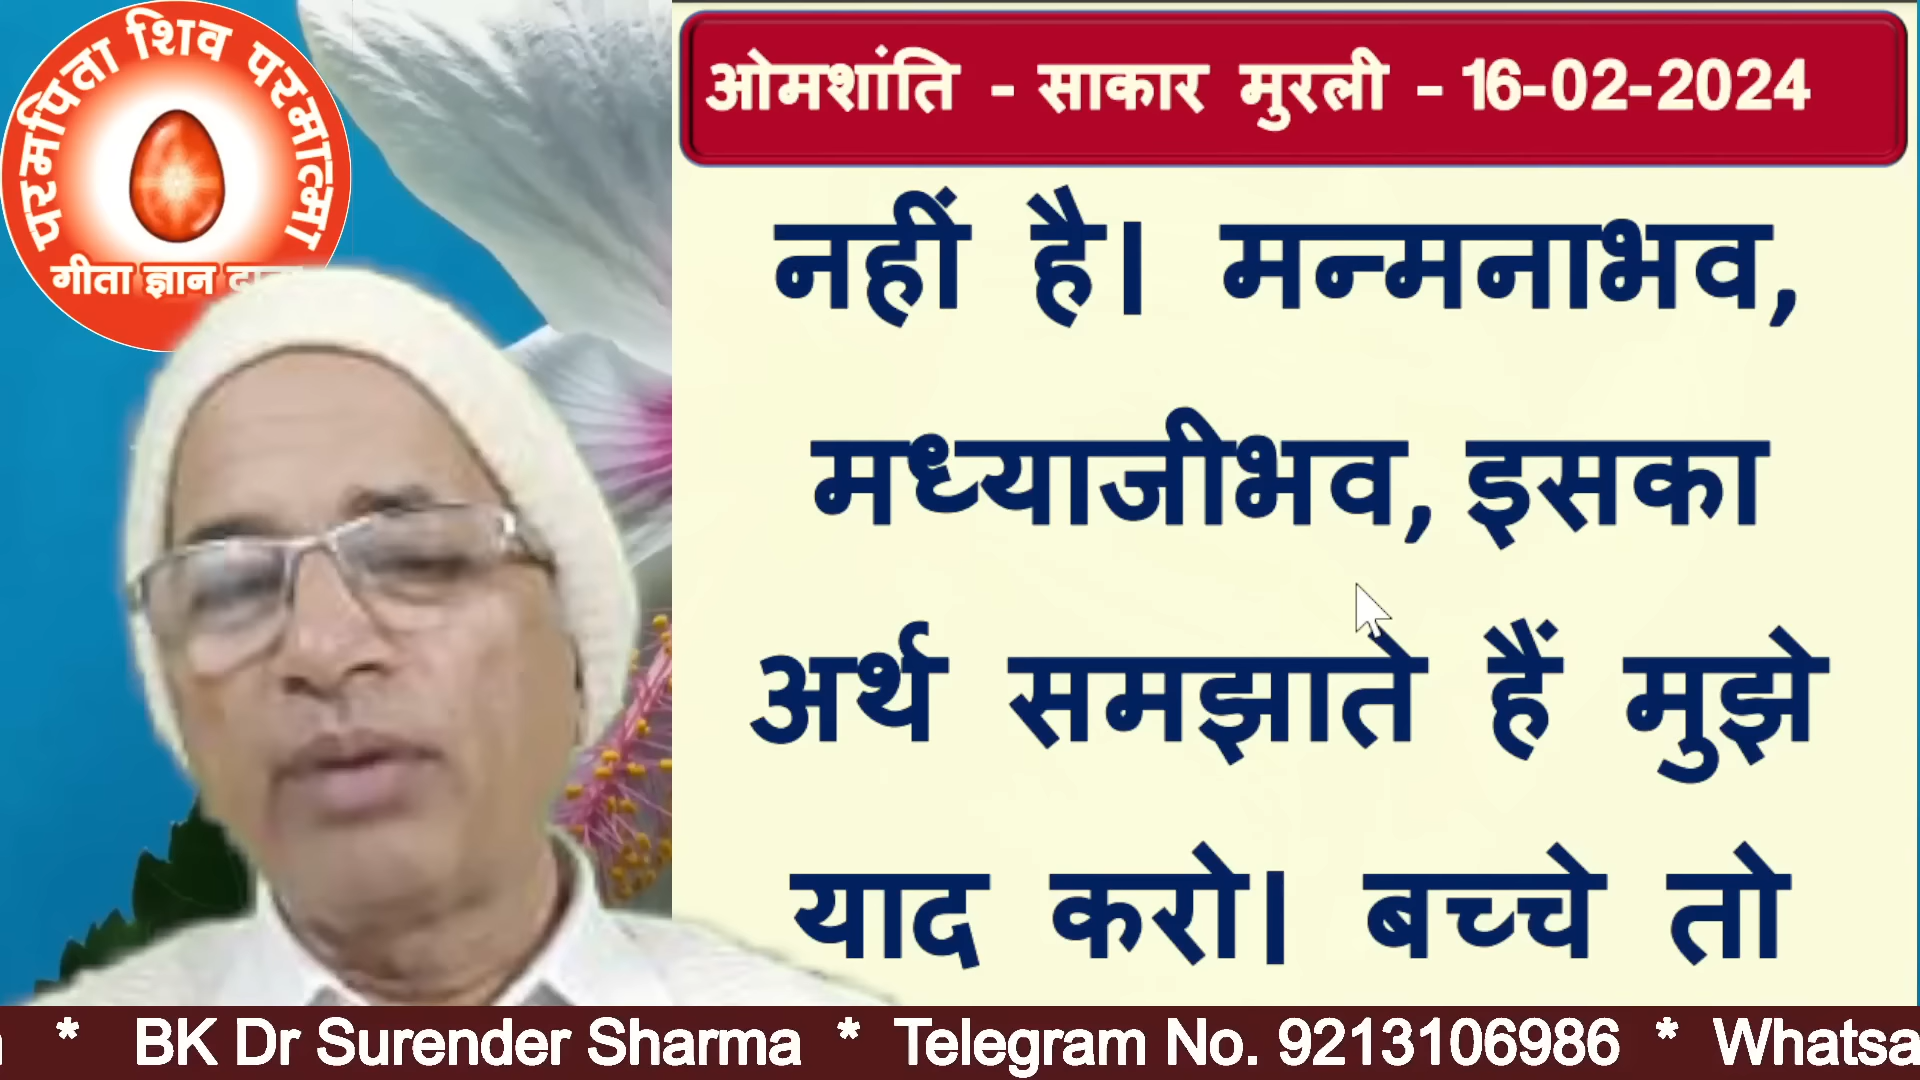 परमपिता शिव परमात्मा
गीता ज्ञान
ओमशांति - साकार मुरली - 16-02-2024
नहीं है। मन्मनाभव,
मध्याजीभव, इसका
अर्थ समझाते हैं मुझे
याद करो। बच्चे तो
* BK Dr Surender Sharma * Telegram No. 9213106986 *